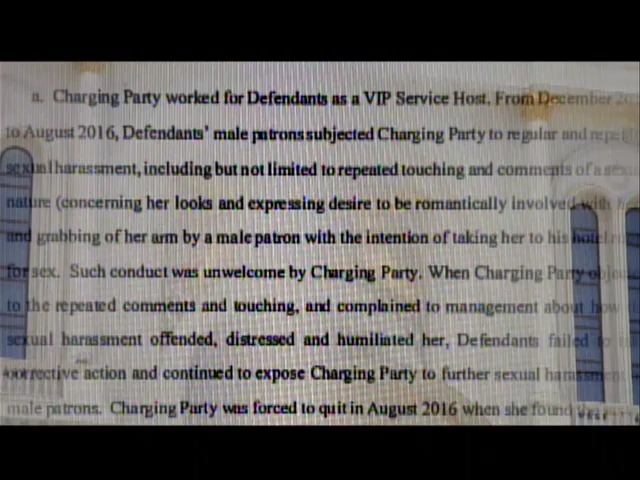 a. Charging Party worked for Defendants as a VIP Service Host. From December
to August 2016, Defendants' male patrons subjected Charging Party to regular and
sexual harassment, including but not limited to repeated touching and comments of a
nature (concerning her looks and expressing desire to be romantically involved with
and grabbing of her arm by a male patron with the intention of taking her to his hotel
for sex. Such conduct was unwelcome by Charging Party. When Charging Party
to the repeated comments and touching, and complained to management about how
sexual harassment offended, distressed and humiliated her, Defendants failed to
corrective action and continued to expose Charging Party to further sexual harassment
male patrons. Charging Party was forced to quit in August 2016 when she found